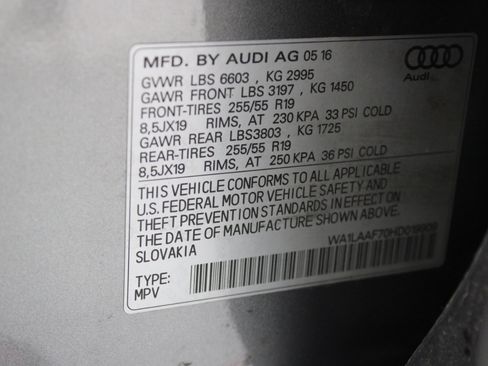 MFD. BY AUDI AG 05 16
Audi
GVWR LBS 6603 , KG 2995
GAWR FRONT LBS 3197 , KG 1450
FRONT-TIRES 255/55 R19
8,5JX19 RIMS, AT 230 KPA 33 PSI COLD
GAWR REAR LBS3803 , KG 1725
REAR-TIRES 255/55 R19
8,5JX19 RIMS, AT 250 KPA 36 PSI COLD
THIS VEHICLE CONFORMS TO ALL APPLICABLE
U.S. FEDERAL MOTOR VEHICLE SAFETY AND
THEFT PREVENTION STANDARDS IN EFFECT ON
THE DATE OF MANUFACTURE SHOWN ABOVE.
SLOVAKIA
WA1LAAF70HD019909
TYPE:
MPV